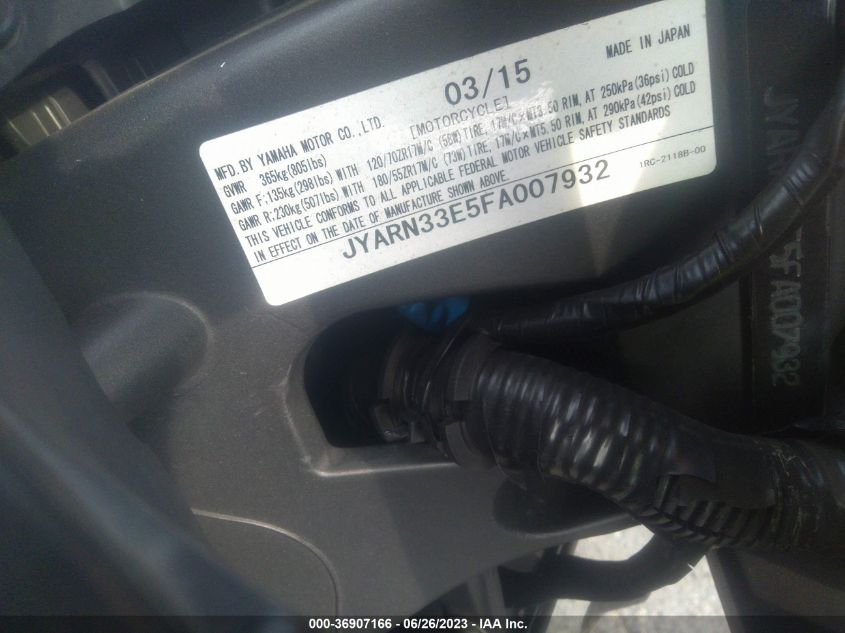 03/15
MADE IN JAPAN
MFD. BY YAMAHA MOTOR CO.,LTD.
[MOTORCYCLE]
GVWR 365kg(805lbs)
GAWR F:135kg(298lbs) WITH 120/70ZR17M/C (58W) TIRE, 17M/C×MT3.50 RIM, AT 250kPa(36psi) COLD
GAWR R:230kg(507lbs) WITH 180/55ZR17M/C (73W) TIRE, 17M/C×MT5.50 RIM, AT 290kPa(42psi) COLD
THIS VEHICLE CONFORMS TO ALL APPLICABLE FEDERAL MOTOR VEHICLE SAFETY STANDARDS
IN EFFECT ON THE DATE OF MANUFACTURE SHOWN ABOVE.
1RC-2118B-00
JYARN33E5FA007932
000-36907166 - 06/26/2023 - IAA Inc.